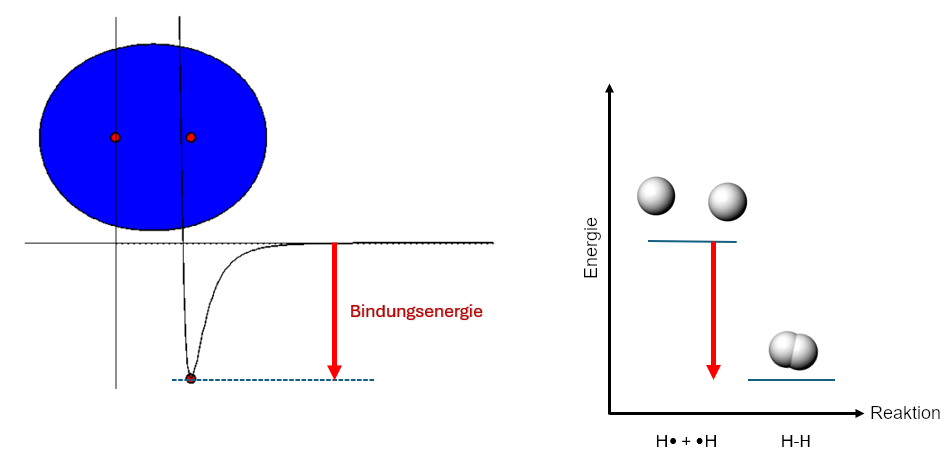 Bindungsenergie
Energie
Reaktion
H• + •H
H-H